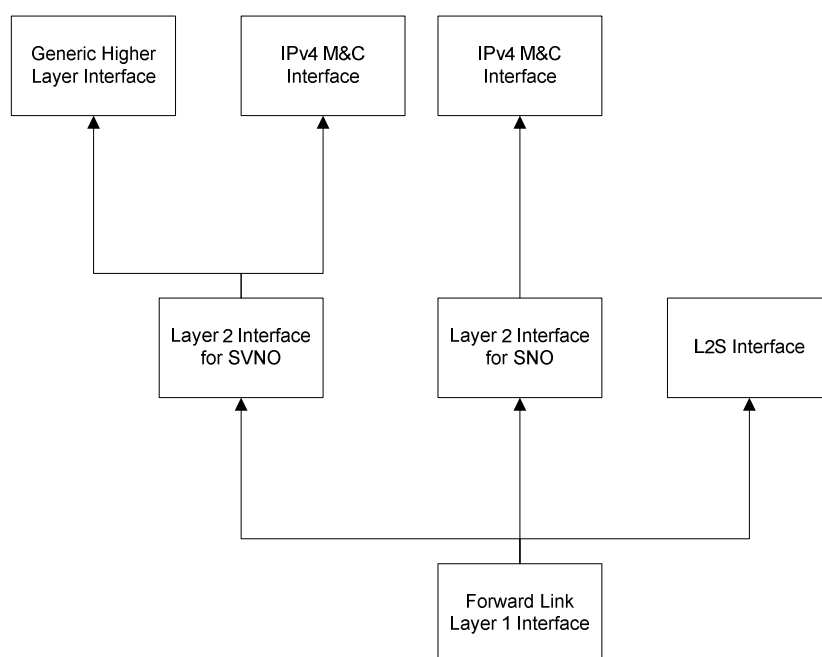 Generic Higher
Layer Interface
IPv4 M&C
Interface
IPv4 M&C
Interface
Layer 2 Interface
for SVNO
Layer 2 Interface
for SNO
L2S Interface
Forward Link
Layer 1 Interface